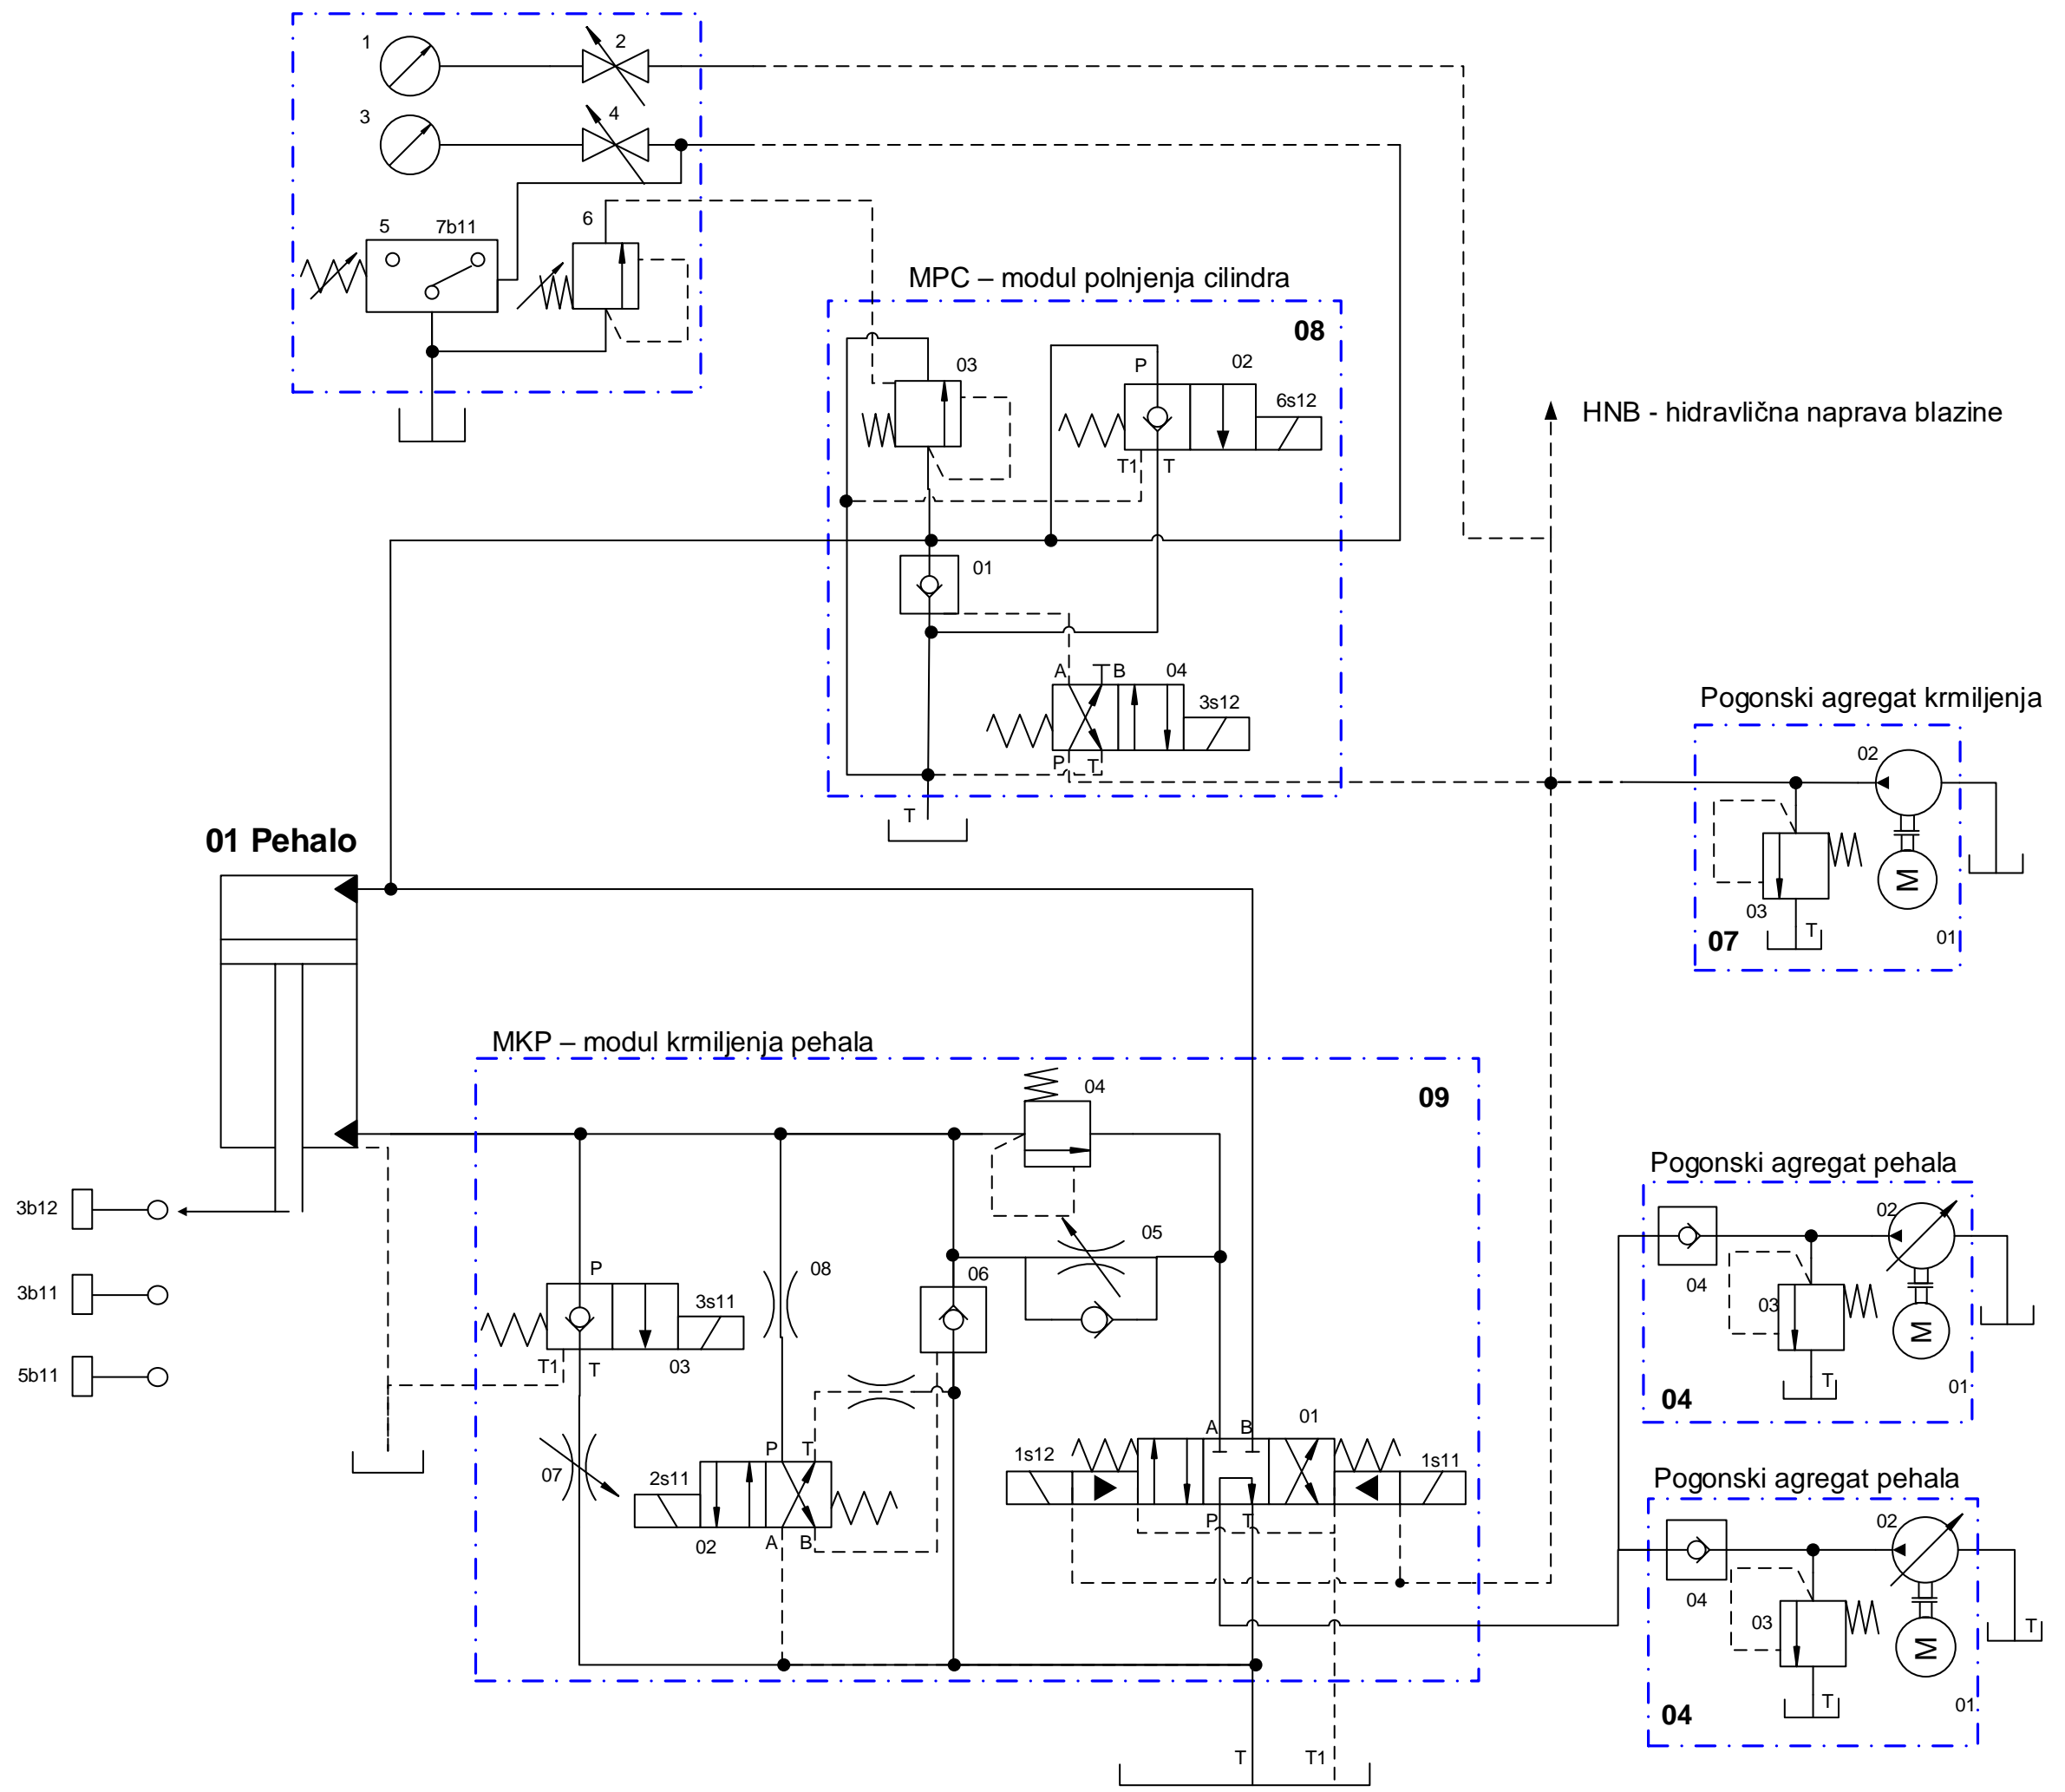 1
2
3
4
5
7b11
6
MPC – modul polnjenja cilindra
08
03
P
02
6s12
T1
T
01
A
B
04
3s12
P
T
T
HNB - hidravlična naprava blazine
Pogonski agregat krmiljenja
02
M
03
T
07
01
01 Pehalo
MKP – modul krmiljenja pehala
09
04
05
06
08
P
3s11
T1
T
03
07
P
T
2s11
02
A
B
A
B
01
1s12
1s11
P
T
T
T1
3b12
3b11
5b11
Pogonski agregat pehala
02
04
03
M
T
01
04
Pogonski agregat pehala
02
04
03
M
T
T
01
04